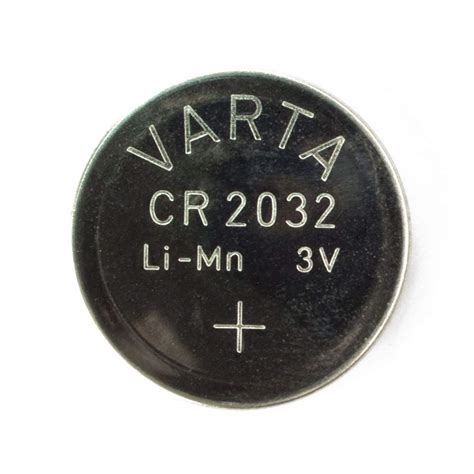 VARTA
CR 2032
Li-Mn 3V
+